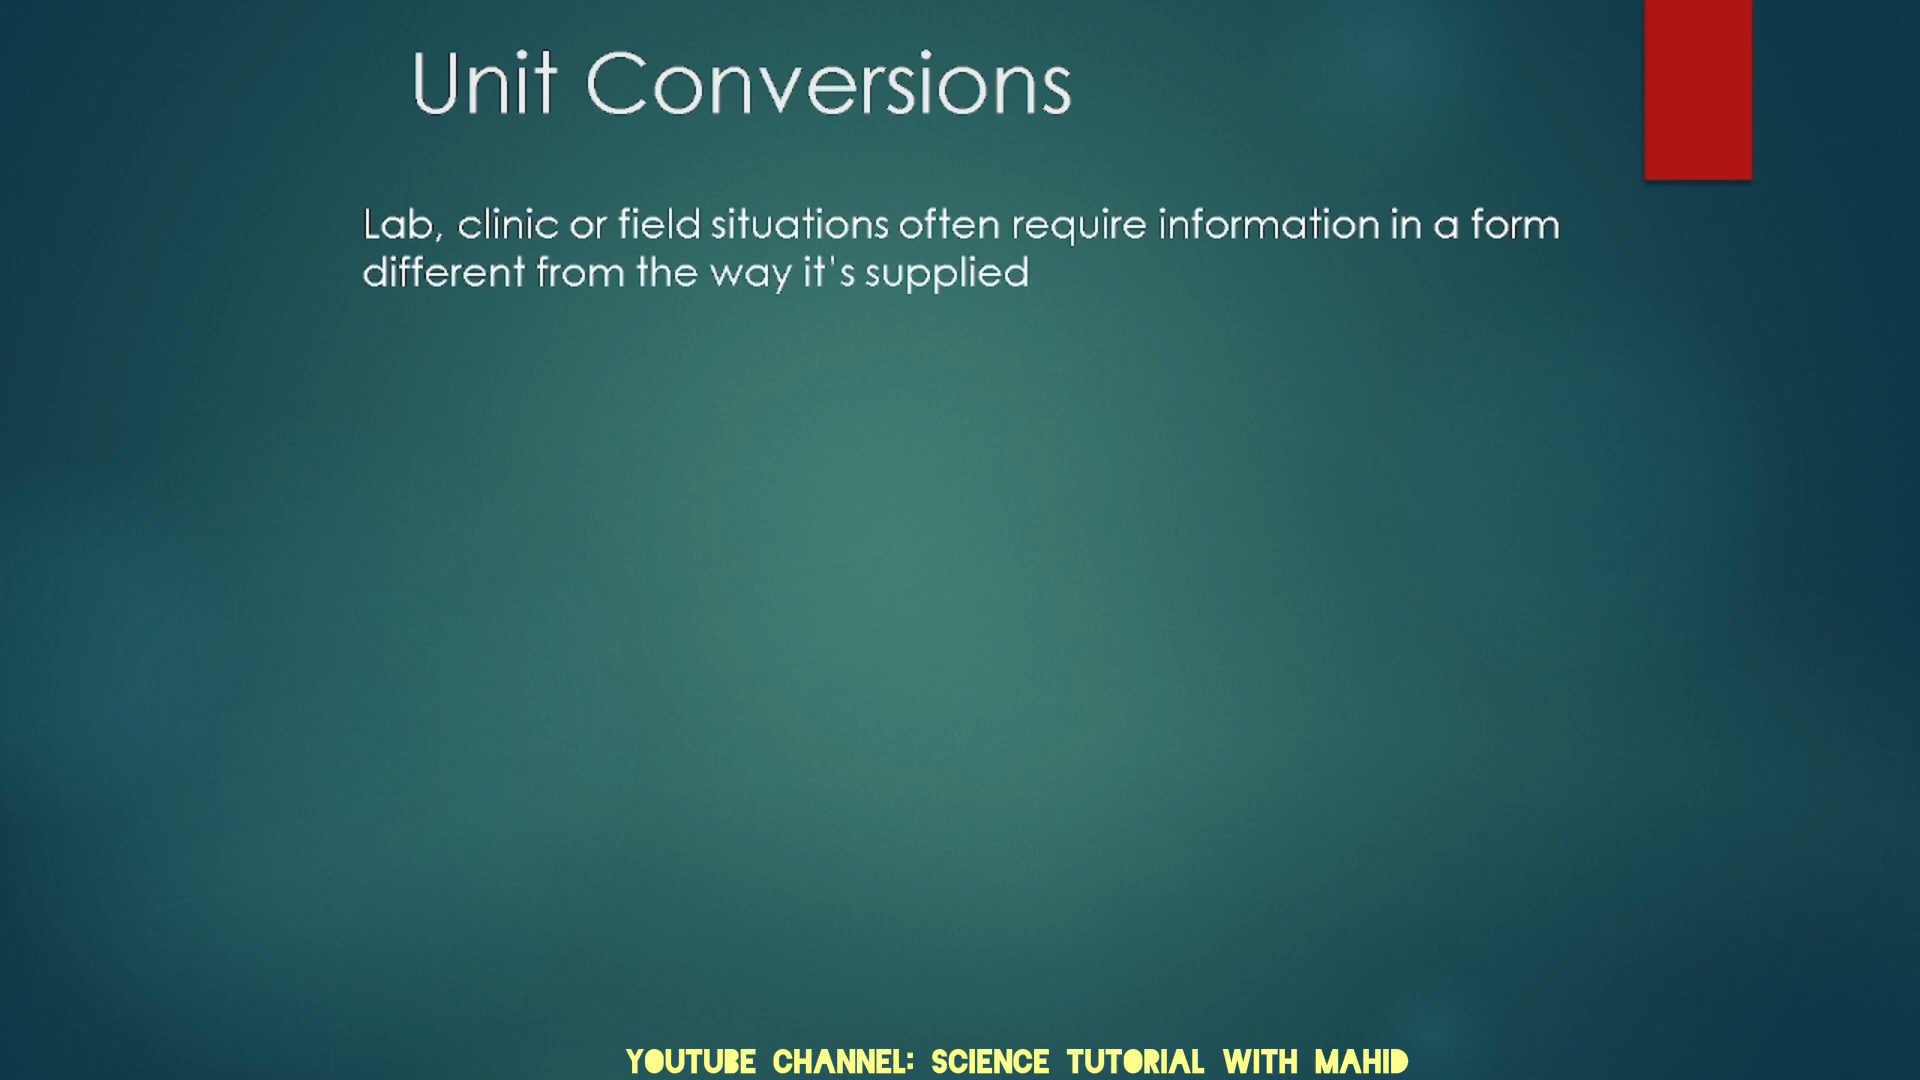 Unit Conversions
Lab, clinic or field situations often require information in a form
different from the way it's supplied
YOUTUBE CHANNEL: SCIENCE TUTORIAL WITH MAHID